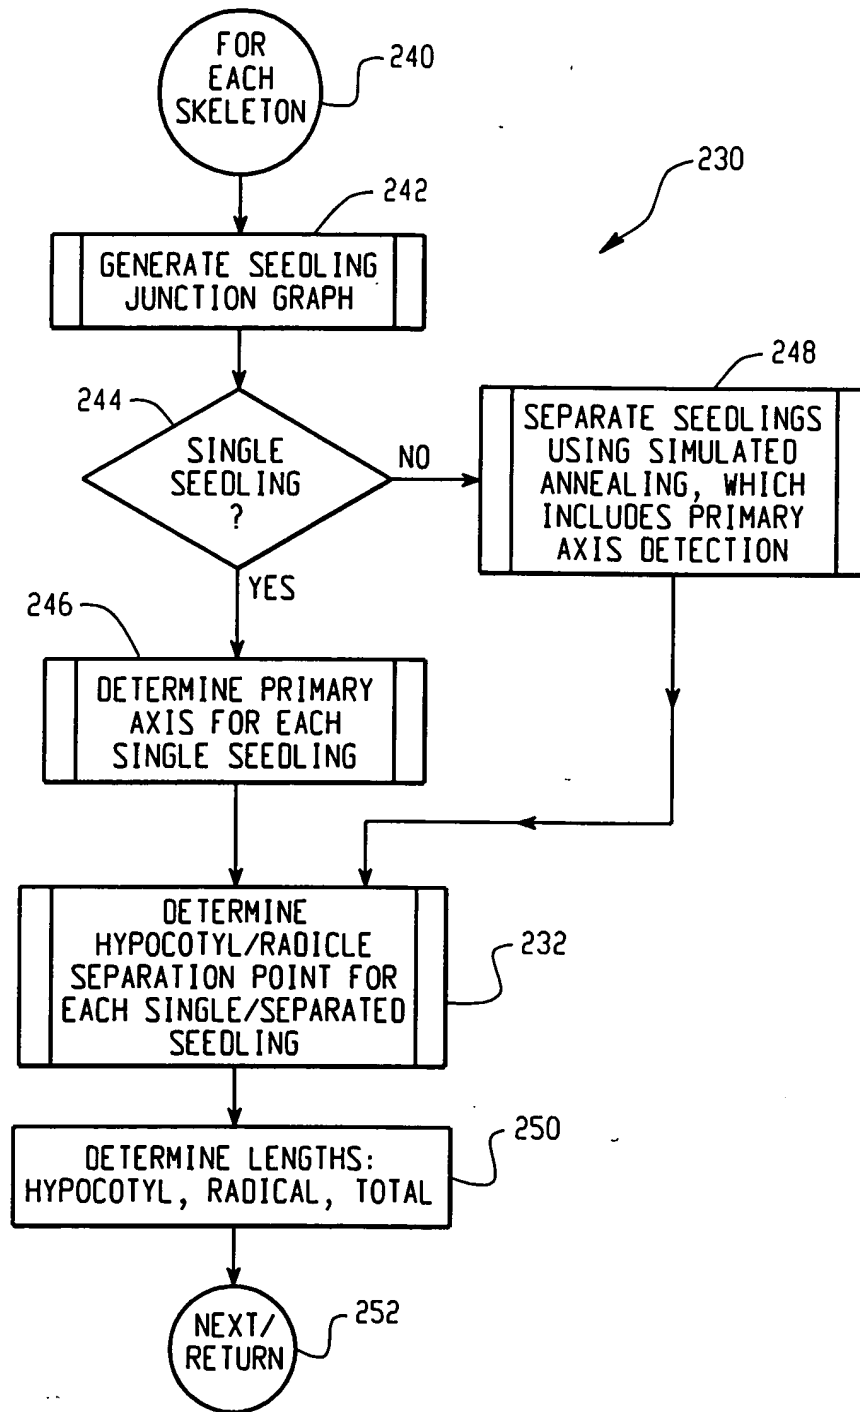 FOR
EACH
SKELETON
240
230
242
GENERATE SEEDLING
JUNCTION GRAPH
244
SINGLE
SEEDLING
?
NO
YES
248
SEPARATE SEEDLINGS
USING SIMULATED
ANNEALING, WHICH
INCLUDES PRIMARY
AXIS DETECTION
246
DETERMINE PRIMARY
AXIS FOR EACH
SINGLE SEEDLING
DETERMINE
HYPOCOTYL/RADICLE
SEPARATION POINT FOR
EACH SINGLE/SEPARATED
SEEDLING
232
DETERMINE LENGTHS:
HYPOCOTYL, RADICAL, TOTAL
250
NEXT/
RETURN
252